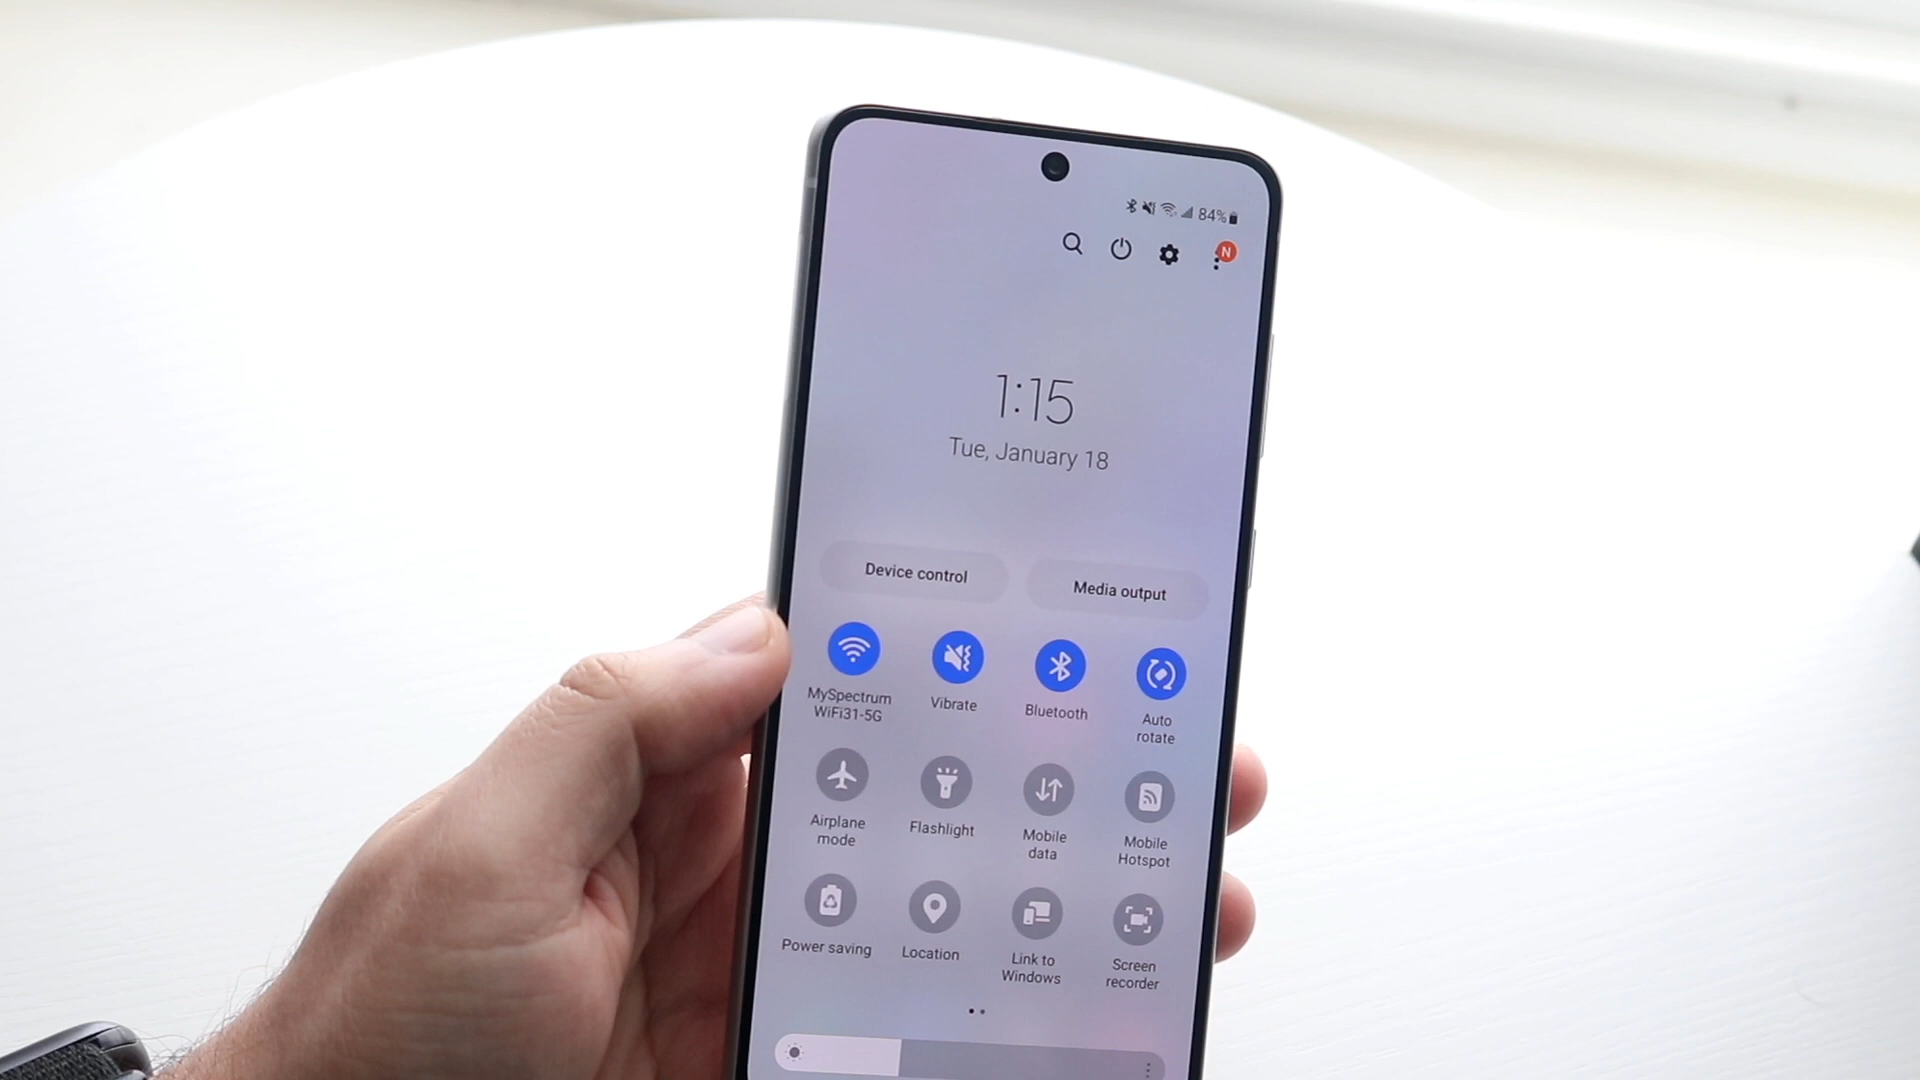 84%
N
1:15
Tue, January 18
Device control
Media output
MySpectrum
WiFi31-5G
Vibrate
Bluetooth
Auto
rotate
Airplane
mode
Flashlight
Mobile
data
Mobile
Hotspot
Power saving
Location
Link to
Windows
Screen
recorder